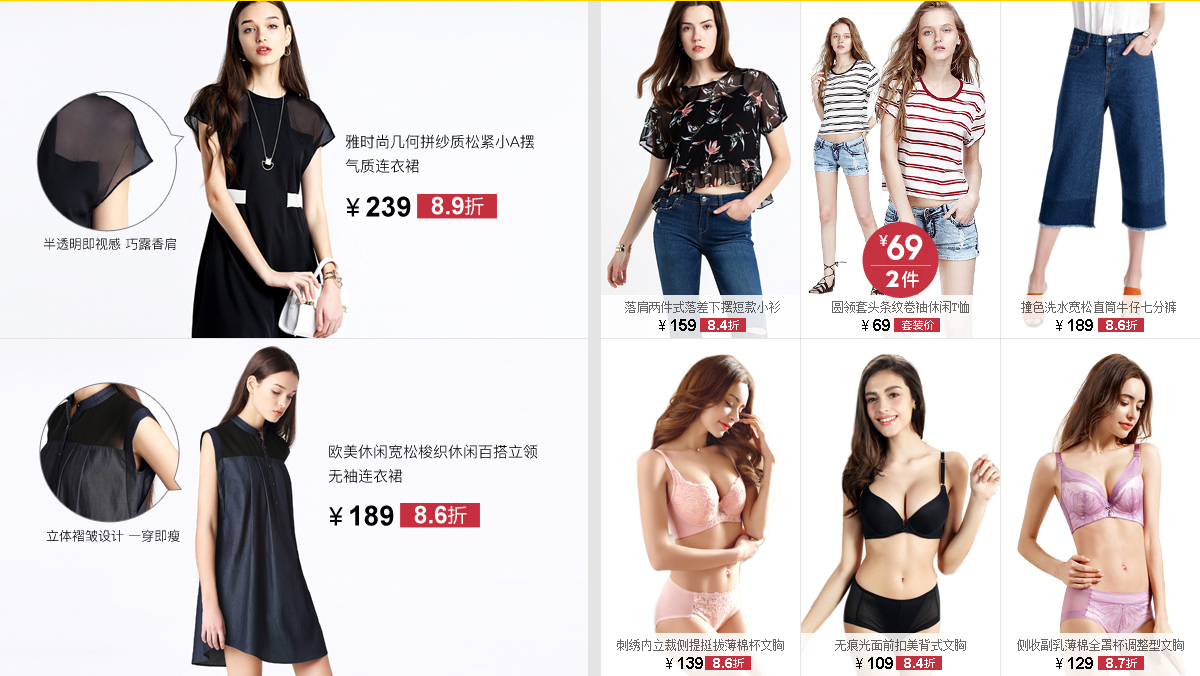 雅时尚几何拼纱质松紧小A摆
气质连衣裙
¥ 239 8.9折
半透明即视感 巧露香肩
欧美休闲宽松梭织休闲百搭立领
无袖连衣裙
¥ 189 8.6折
立体褶皱设计 一穿即瘦
落肩两件式落差下摆短款小衫
¥ 159 8.4折
¥69
2件
圆领套头条纹卷袖休闲T恤
¥ 69 套装价
撞色洗水宽松直筒牛仔七分裤
¥ 189 8.6折
刺绣内立裁侧提挺拔薄棉杯文胸
¥ 139 8.6折
无痕光面前扣美背式文胸
¥ 109 8.4折
侧收副乳薄棉全罩杯调整型文胸
¥ 129 8.7折